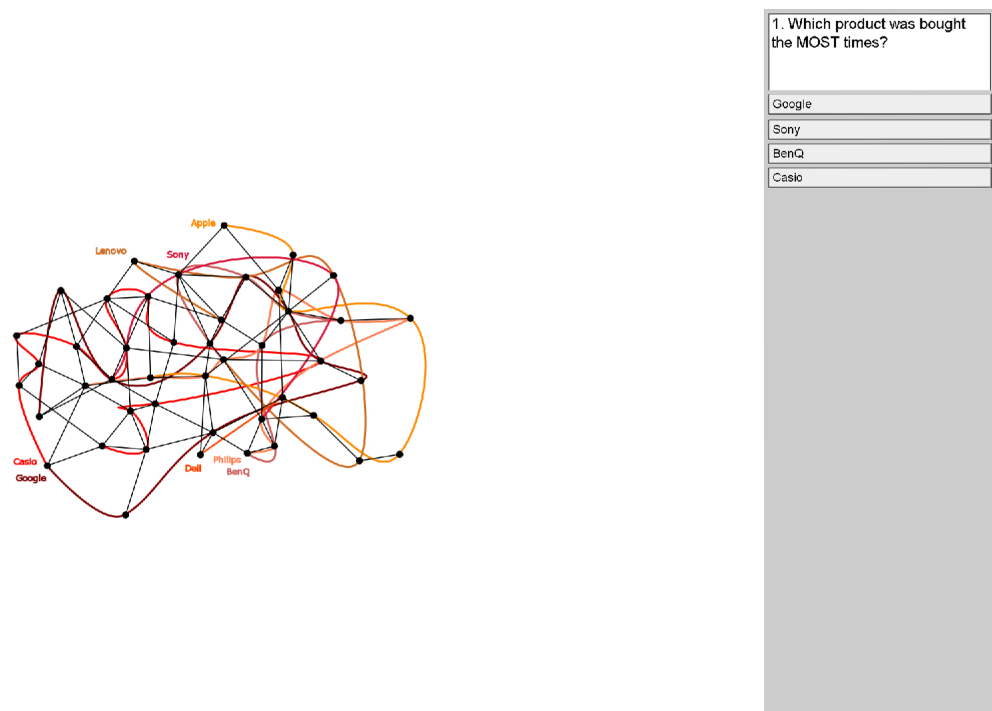 1. Which product was bought
the MOST times?
Google
Sony
BenQ
Casio
Apple
Lenovo
Sony
Casio
Google
Dell
Philips
BenQ